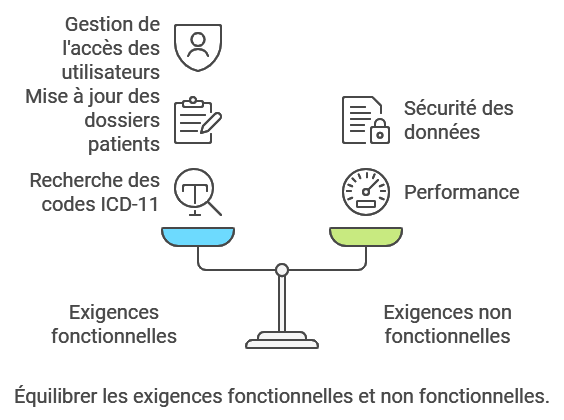 Gestion de
l'accès des
utilisateurs
Mise à jour des
dossiers
patients
Recherche des
codes ICD-11
Sécurité des
données
Performance
Exigences
fonctionnelles
Exigences non
fonctionnelles
Équilibrer les exigences fonctionnelles et non fonctionnelles.